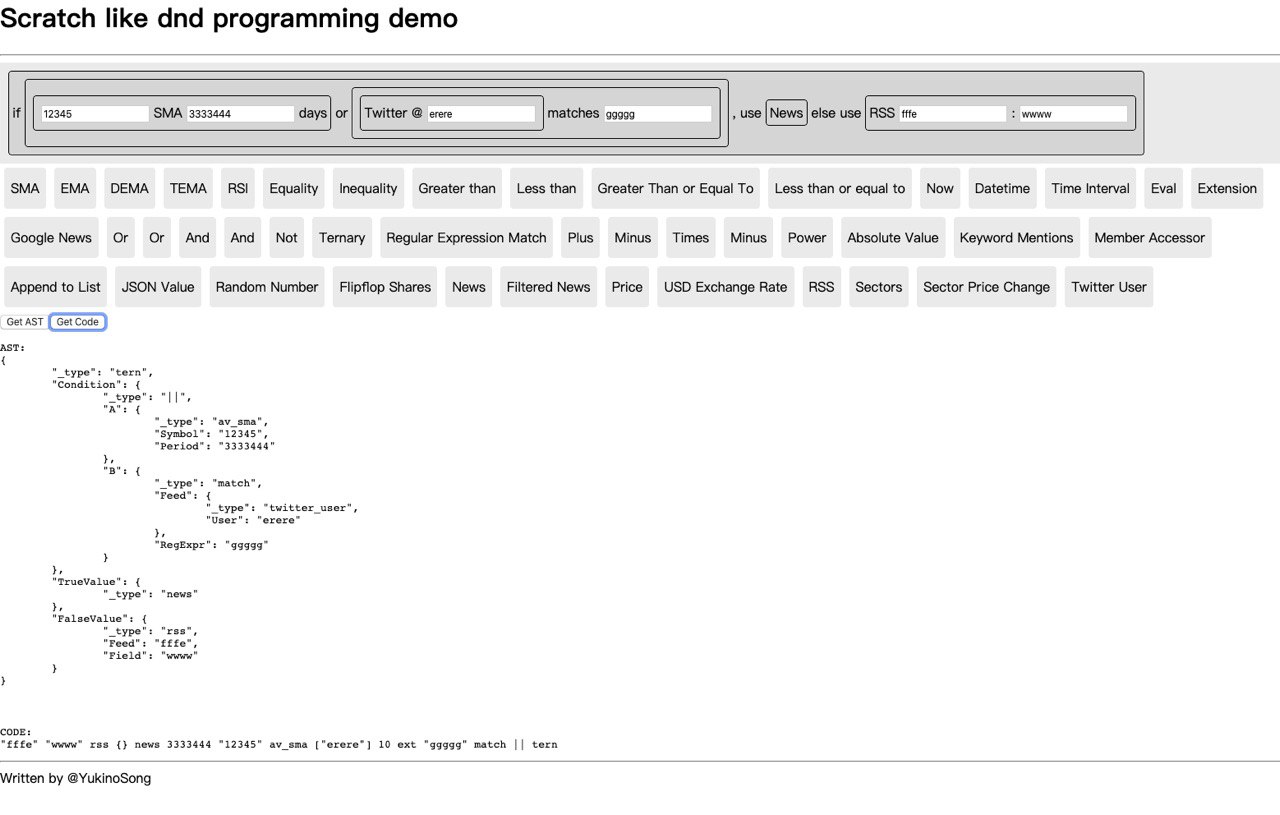 Scratch like dnd programming demo
if 12345 SMA 3333444 days or Twitter @ erere matches ggggg , use News else use RSS fffe : wwww
SMA EMA DEMA TEMA RSI Equality Inequality Greater than Less than Greater Than or Equal To Less than or equal to Now Datetime Time Interval Eval Extension
Google News Or Or And And Not Ternary Regular Expression Match Plus Minus Times Minus Power Absolute Value Keyword Mentions Member Accessor
Append to List JSON Value Random Number Flipflop Shares News Filtered News Price USD Exchange Rate RSS Sectors Sector Price Change Twitter User
Get AST Get Code
AST:
{
"_type": "tern",
"Condition": {
"_type": "||",
"A": {
"_type": "av_sma",
"Symbol": "12345",
"Period": "3333444"
},
"B": {
"_type": "match",
"Feed": {
"_type": "twitter_user",
"User": "erere"
},
"RegExpr": "ggggg"
}
},
"TrueValue": {
"_type": "news"
},
"FalseValue": {
"_type": "rss",
"Feed": "fffe",
"Field": "wwww"
}
}
CODE:
"fffe" "wwww" rss {} news 3333444 "12345" av_sma ["erere"] 10 ext "ggggg" match || tern
Written by @YukinoSong